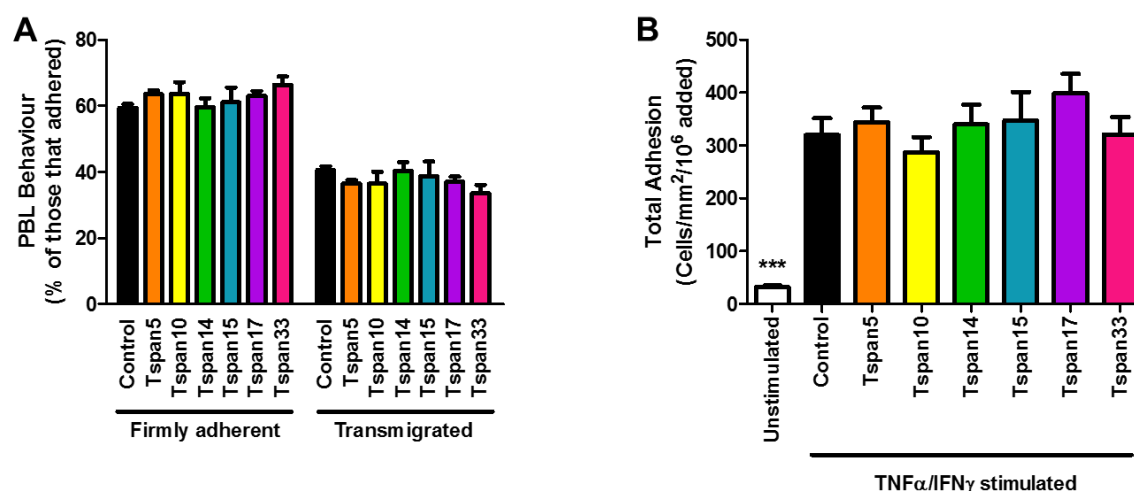 A
PBL Behaviour
(% of those that adhered)
80
60
40
20
0
Control
Tspan5
Tspan10
Tspan14
Tspan15
Tspan17
Tspan33
Control
Tspan5
Tspan10
Tspan14
Tspan15
Tspan17
Tspan33
Firmly adherent
Transmigrated
B
Total Adhesion
(Cells/mm²/10⁶ added)
500
400
300
200
100
0
***
Unstimulated
Control
Tspan5
Tspan10
Tspan14
Tspan15
Tspan17
Tspan33
TNFα/IFNγ stimulated